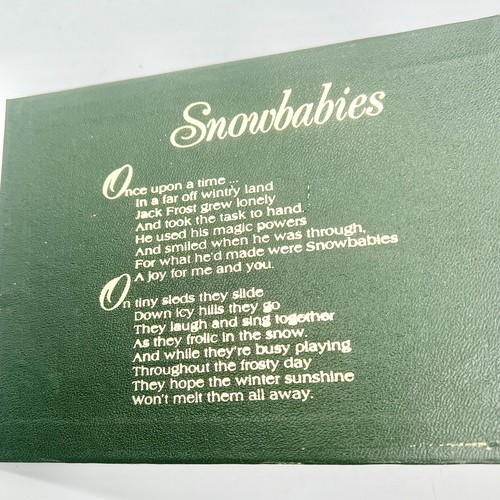 Snowbabies
Once upon a time ...
In a far off wintry land
Jack Frost grew lonely
And took the task to hand.
He used his magic powers
And smiled when he was through,
For what he'd made were Snowbabies
A joy for me and you.
On tiny sleds they slide
Down icy hills they go
They laugh and sing together
As they frolic in the snow.
And while they're busy playing
Throughout the frosty day
They hope the winter sunshine
Won't melt them all away.